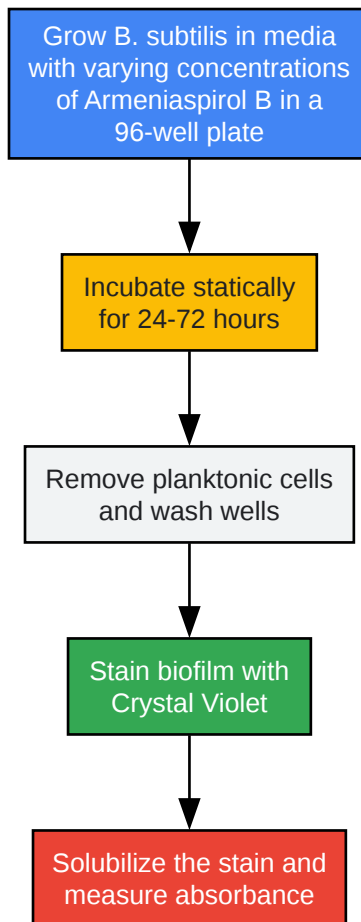 Grow B. subtilis in media
with varying concentrations
of Armeniaspirol B in a
96-well plate
Incubate statically
for 24-72 hours
Remove planktonic cells
and wash wells
Stain biofilm with
Crystal Violet
Solubilize the stain and
measure absorbance